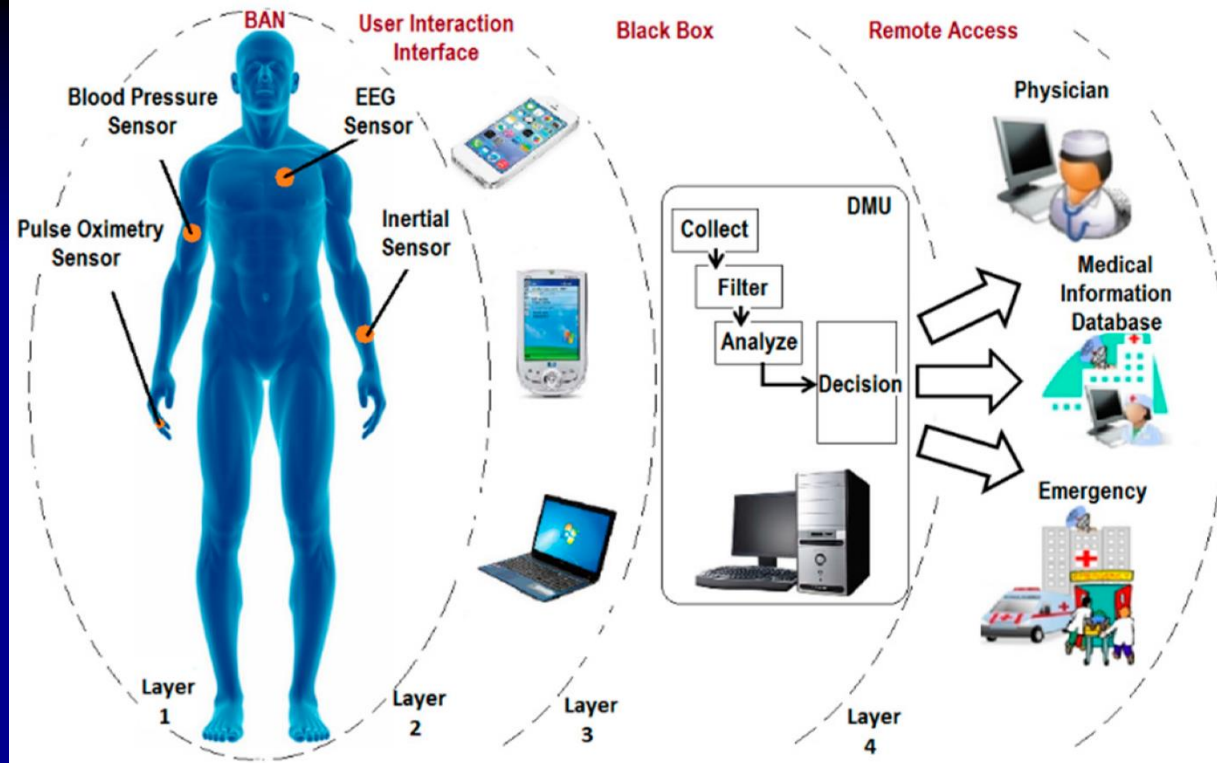 BAN
User Interaction
Interface
Black Box
Remote Access
Blood Pressure
Sensor
EEG
Sensor
Pulse Oximetry
Sensor
Inertial
Sensor
DMU
Collect
Filter
Analyze
Decision
Physician
Medical
Information
Database
Emergency
Layer
1
Layer
2
Layer
3
Layer
4